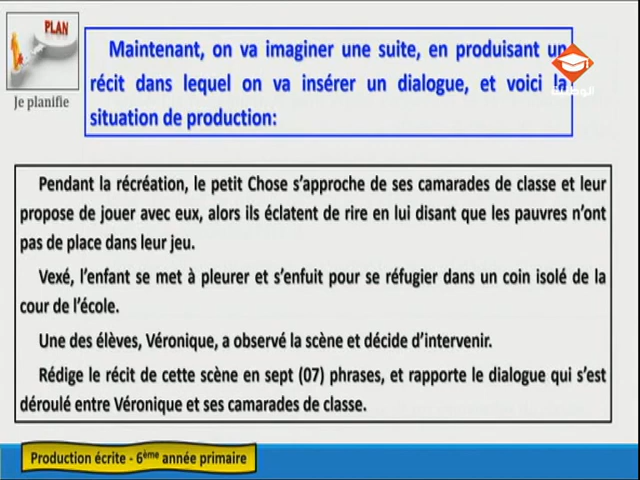 PLAN
Je planifie
Maintenant, on va imaginer une suite, en produisant un
récit dans lequel on va insérer un dialogue, et voici la
situation de production:
الوطنية
Pendant la récréation, le petit Chose s'approche de ses camarades de classe et leur
propose de jouer avec eux, alors ils éclatent de rire en lui disant que les pauvres n'ont
pas de place dans leur jeu.
Vexé, l'enfant se met à pleurer et s'enfuit pour se réfugier dans un coin isolé de la
cour de l'école.
Une des élèves, Véronique, a observé la scène et décide d'intervenir.
Rédige le récit de cette scène en sept (07) phrases, et rapporte le dialogue qui s'est
déroulé entre Véronique et ses camarades de classe.
Production écrite - 6ème année primaire